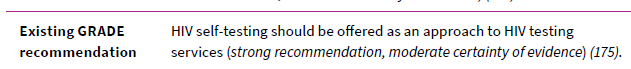 Existing GRADE HIV self-testing should be offered as an approach to HIV testing
recommendation services (strong recommendation, moderate certainty of evidence) (175).